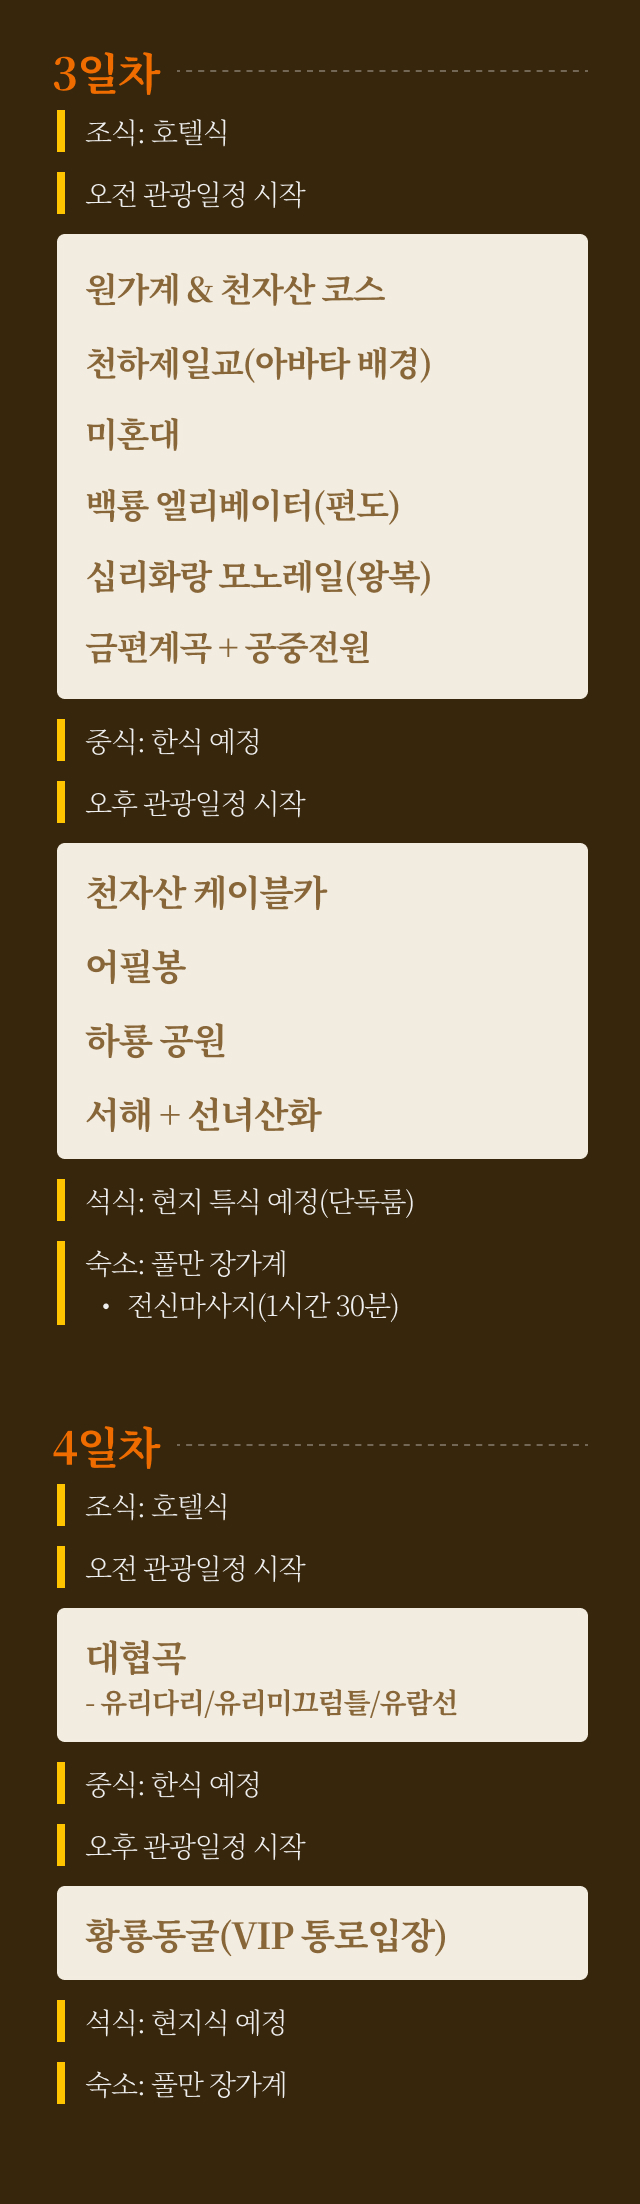 3일차
조식: 호텔식
오전 관광일정 시작
원가계 & 천자산 코스
천하제일교(아바타 배경)
미혼대
백룡 엘리베이터(편도)
십리화랑 모노레일(왕복)
금편계곡 + 공중전원
중식: 한식 예정
오후 관광일정 시작
천자산 케이블카
어필봉
하룡 공원
서해 + 선녀산화
석식: 현지 특식 예정(단독룸)
숙소: 풀만 장가계
• 전신마사지(1시간 30분)
4일차
조식: 호텔식
오전 관광일정 시작
대협곡
- 유리다리/유리미끄럼틀/유람선
중식: 한식 예정
오후 관광일정 시작
황룡동굴(VIP 통로입장)
석식: 현지식 예정
숙소: 풀만 장가계